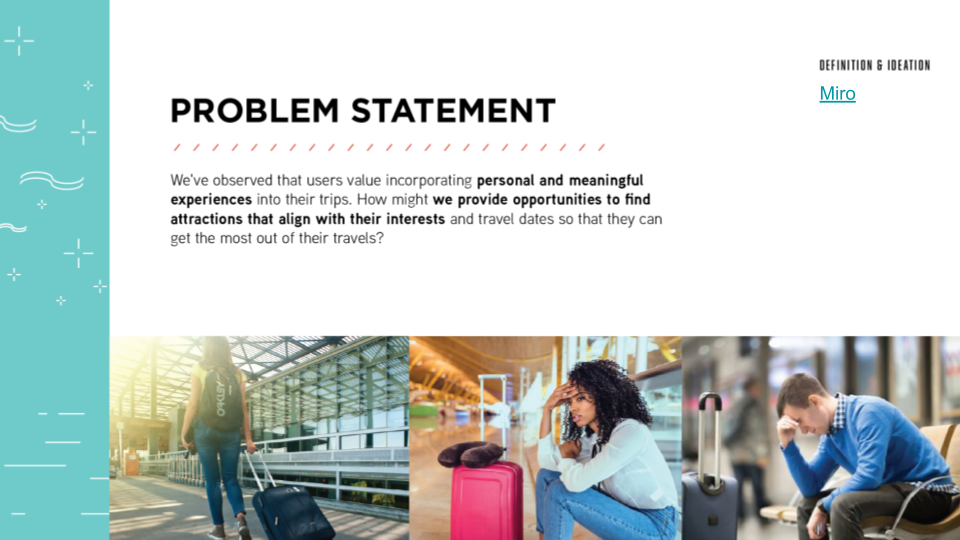 DEFINITION & IDEATION
Miro
PROBLEM STATEMENT
We've observed that users value incorporating personal and meaningful
experiences into their trips. How might we provide opportunities to find
attractions that align with their interests and travel dates so that they can
get the most out of their travels?
OAKLEY